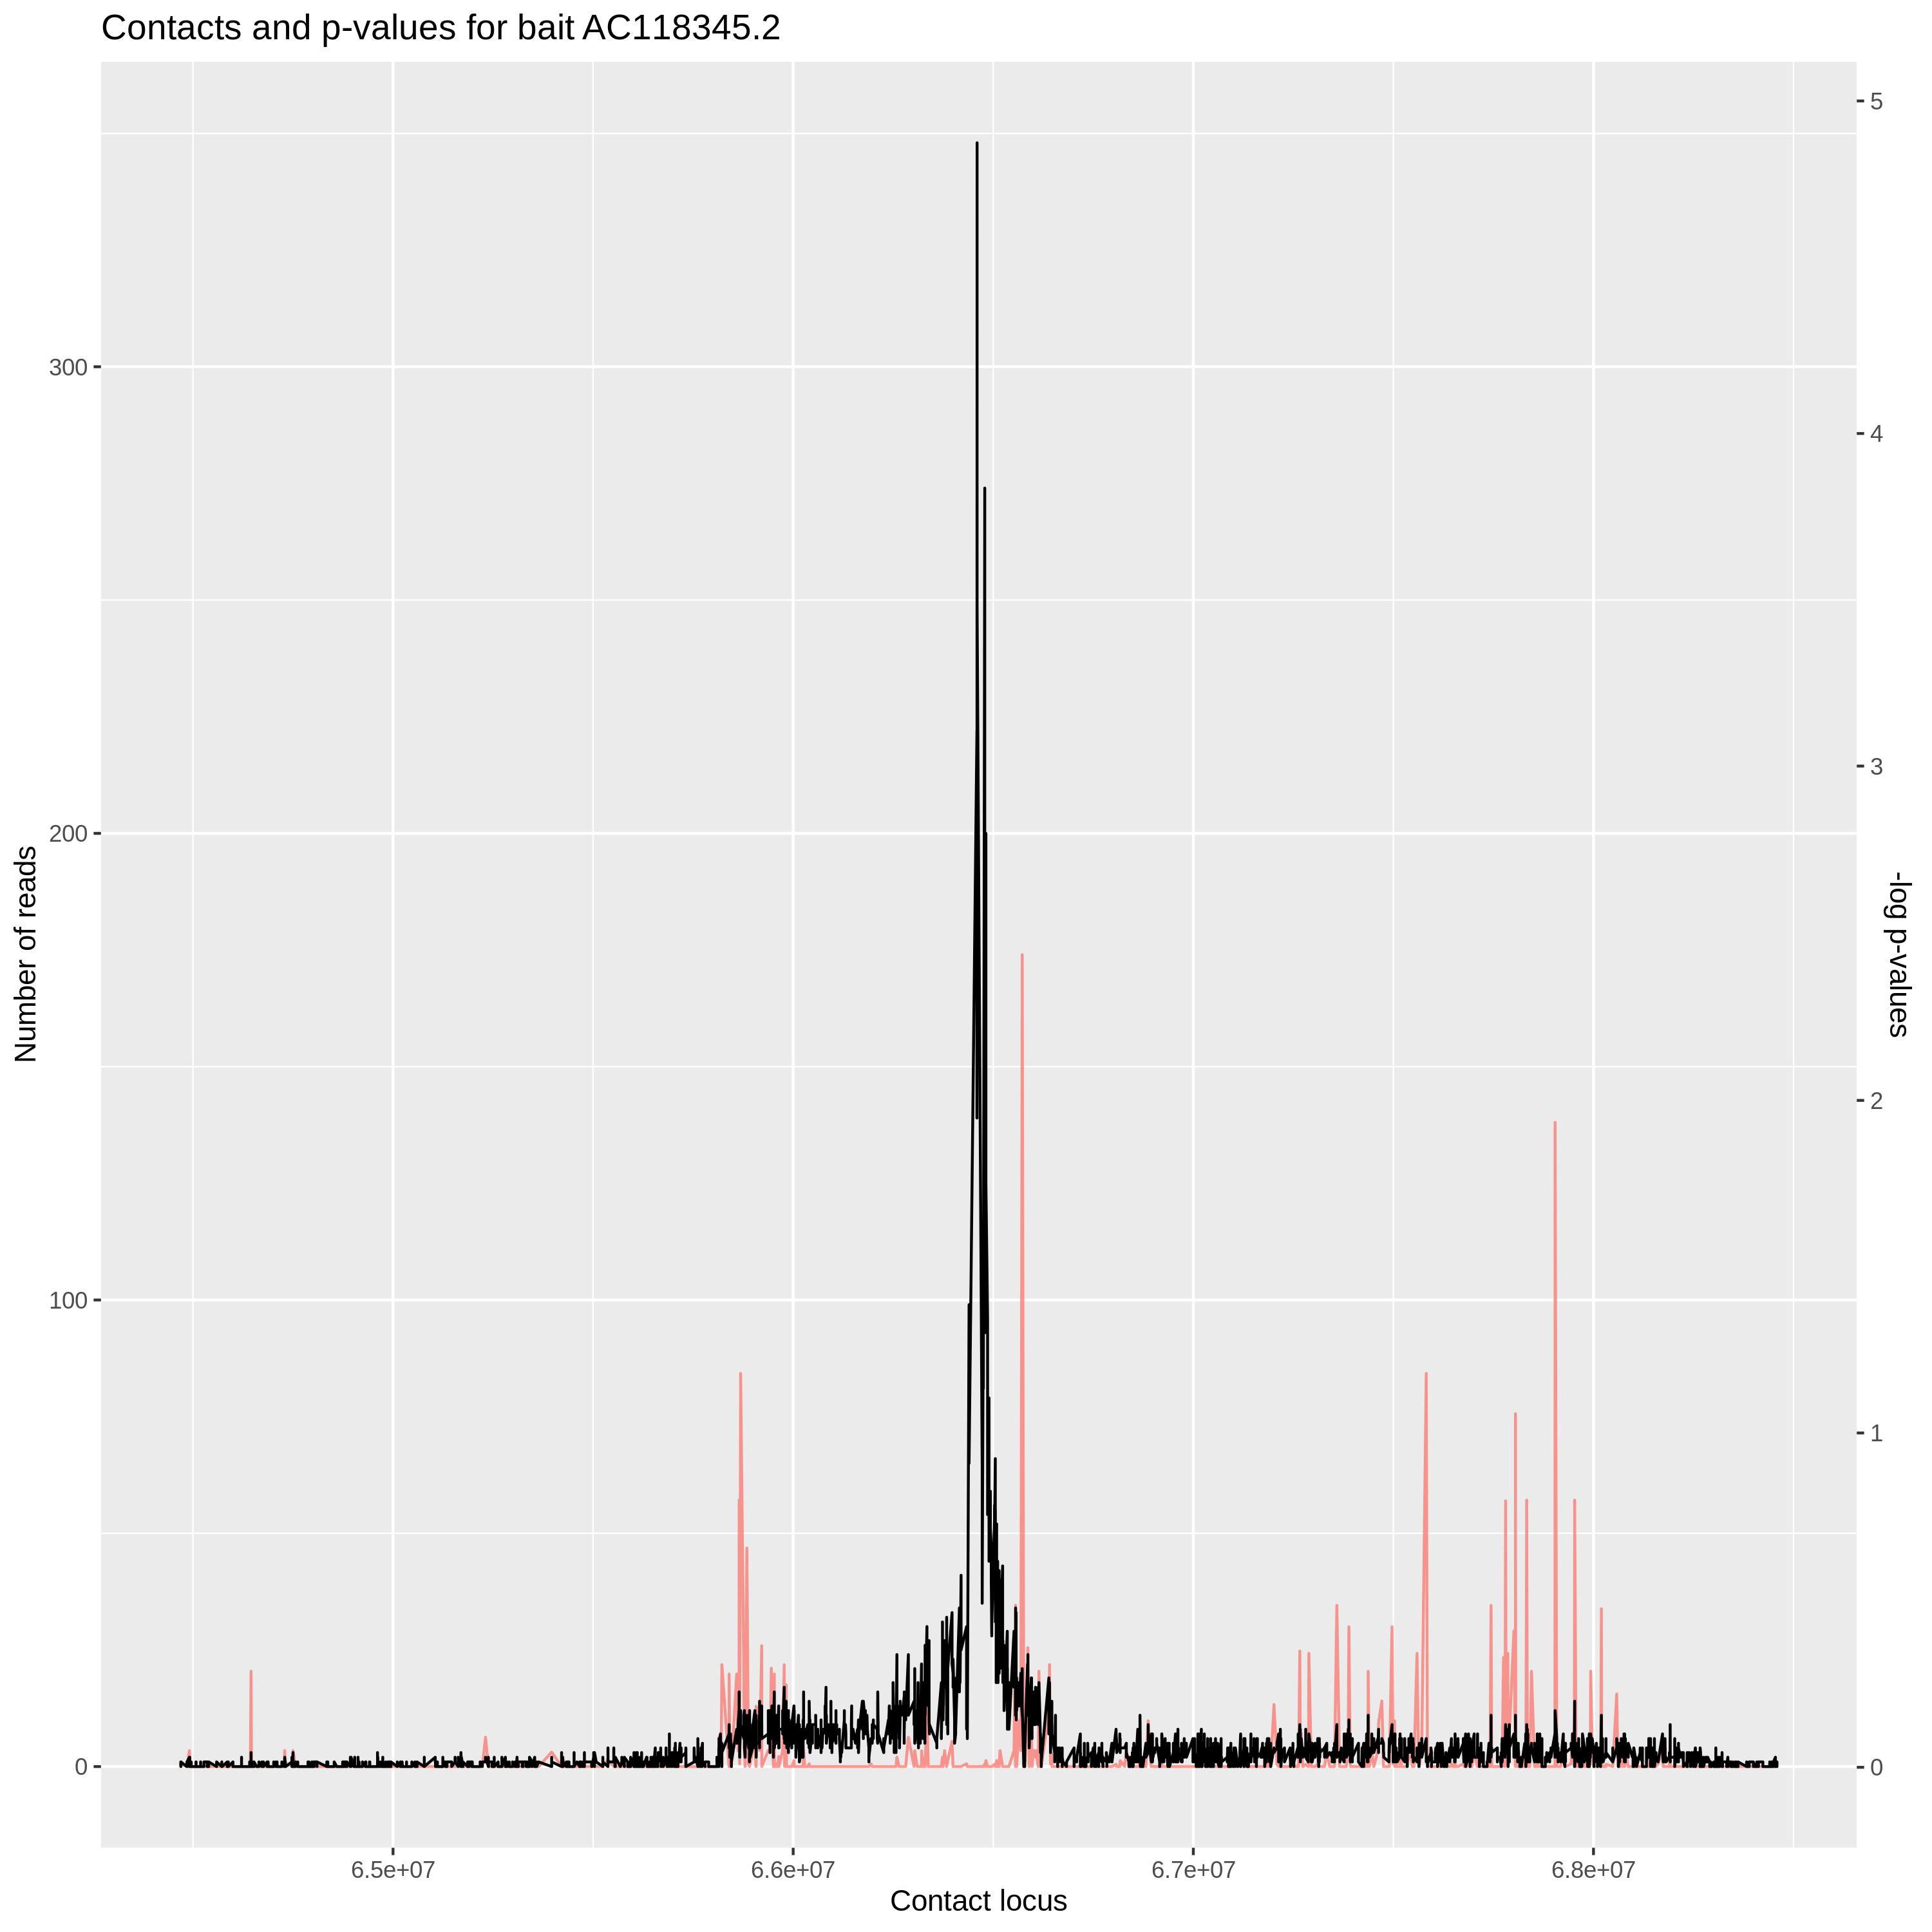 Contacts and p-values for bait AC118345.2
5
4
300
3
200
Number of reads
-log p-values
2
100
1
0
0
6.5e+07
6.6e+07
6.7e+07
6.8e+07
Contact locus